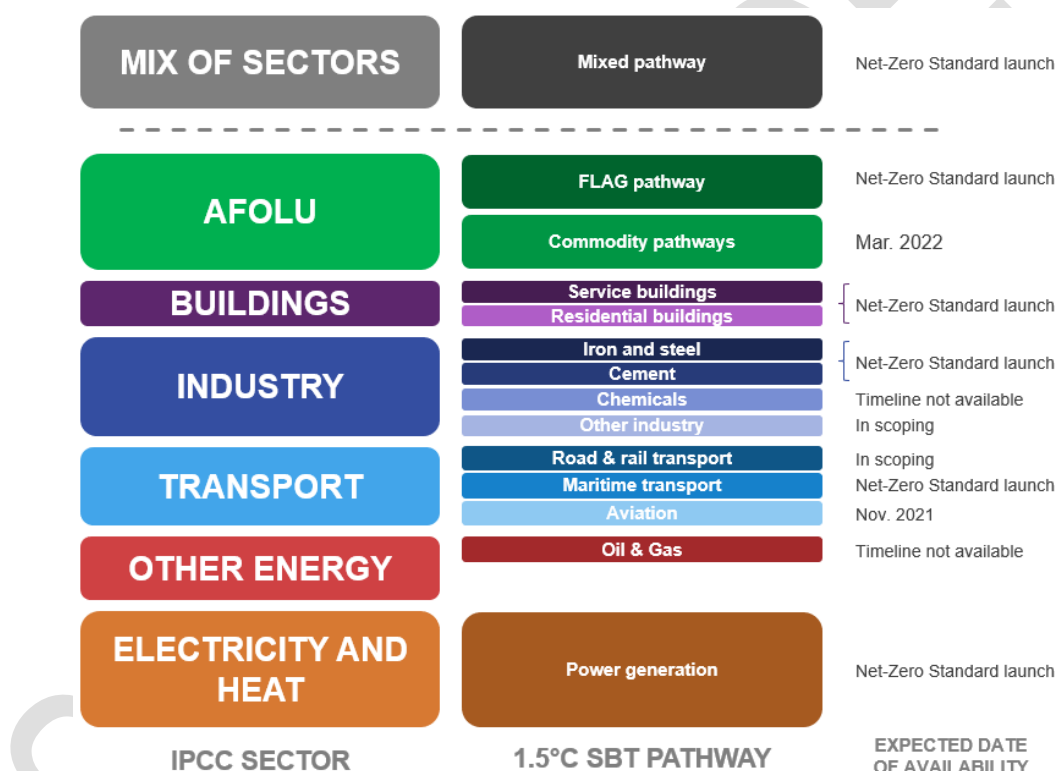 MIX OF SECTORS
Mixed pathway
Net-Zero Standard launch
AFOLU
FLAG pathway
Net-Zero Standard launch
Commodity pathways
Mar. 2022
BUILDINGS
Service buildings
Residential buildings
Net-Zero Standard launch
INDUSTRY
Iron and steel
Cement
Net-Zero Standard launch
Chemicals
Timeline not available
Other industry
In scoping
TRANSPORT
Road & rail transport
In scoping
Maritime transport
Net-Zero Standard launch
Aviation
Nov. 2021
OTHER ENERGY
Oil & Gas
Timeline not available
ELECTRICITY AND
HEAT
Power generation
Net-Zero Standard launch
IPCC SECTOR
1.5°C SBT PATHWAY
EXPECTED DATE
OF AVAILABILITY